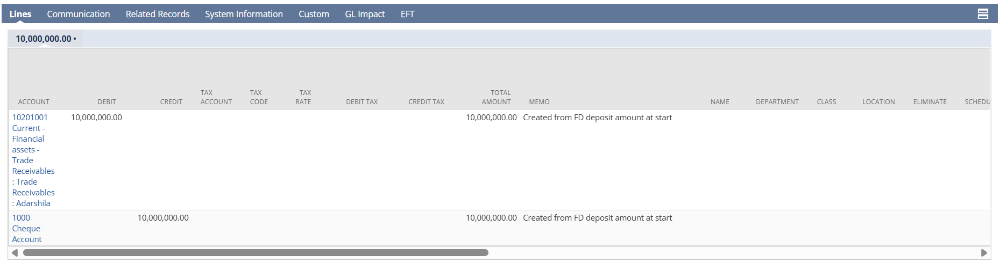 Lines Communication Related Records System Information Custom GL Impact EFT
10,000,000.00 •
ACCOUNT DEBIT CREDIT TAX ACCOUNT TAX CODE TAX RATE DEBIT TAX CREDIT TAX TOTAL AMOUNT MEMO NAME DEPARTMENT CLASS LOCATION ELIMINATE SCHEDU
10201001 10,000,000.00 10,000,000.00 Created from FD deposit amount at start
Current -
Financial
assets -
Trade
Receivables
: Trade
Receivables
: Adarshila
1000 10,000,000.00 10,000,000.00 Created from FD deposit amount at start
Cheque
Account